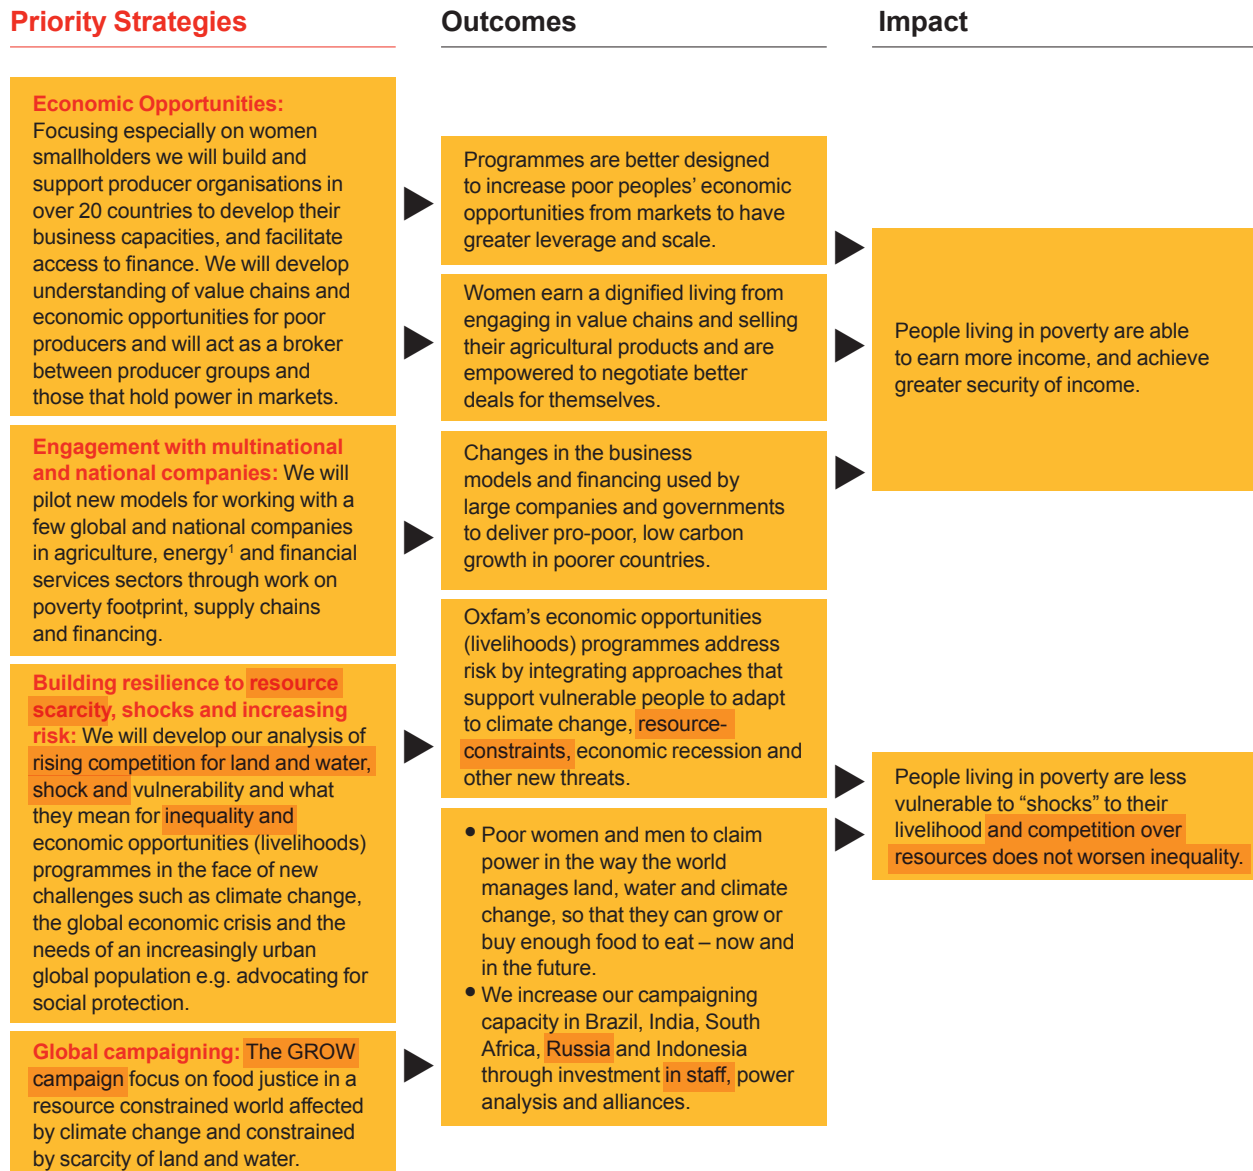 Priority Strategies
Outcomes
Impact
Economic Opportunities:
Focusing especially on women
smallholders we will build and
support producer organisations in
over 20 countries to develop their
business capacities, and facilitate
access to finance. We will develop
understanding of value chains and
economic opportunities for poor
producers and will act as a broker
between producer groups and
those that hold power in markets.
Engagement with multinational
and national companies: We will
pilot new models for working with a
few global and national companies
in agriculture, energy¹ and financial
services sectors through work on
poverty footprint, supply chains
and financing.
Building resilience to resource
scarcity, shocks and increasing
risk: We will develop our analysis of
rising competition for land and water,
shock and vulnerability and what
they mean for inequality and
economic opportunities (livelihoods)
programmes in the face of new
challenges such as climate change,
the global economic crisis and the
needs of an increasingly urban
global population e.g. advocating for
social protection.
Global campaigning: The GROW
campaign focus on food justice in a
resource constrained world affected
by climate change and constrained
by scarcity of land and water.
Programmes are better designed
to increase poor peoples’ economic
opportunities from markets to have
greater leverage and scale.
Women earn a dignified living from
engaging in value chains and selling
their agricultural products and are
empowered to negotiate better
deals for themselves.
Changes in the business
models and financing used by
large companies and governments
to deliver pro-poor, low carbon
growth in poorer countries.
Oxfam’s economic opportunities
(livelihoods) programmes address
risk by integrating approaches that
support vulnerable people to adapt
to climate change, resource-
constraints, economic recession and
other new threats.
• Poor women and men to claim
power in the way the world
manages land, water and climate
change, so that they can grow or
buy enough food to eat – now and
in the future.
• We increase our campaigning
capacity in Brazil, India, South
Africa, Russia and Indonesia
through investment in staff, power
analysis and alliances.
People living in poverty are able
to earn more income, and achieve
greater security of income.
People living in poverty are less
vulnerable to “shocks” to their
livelihood and competition over
resources does not worsen inequality.